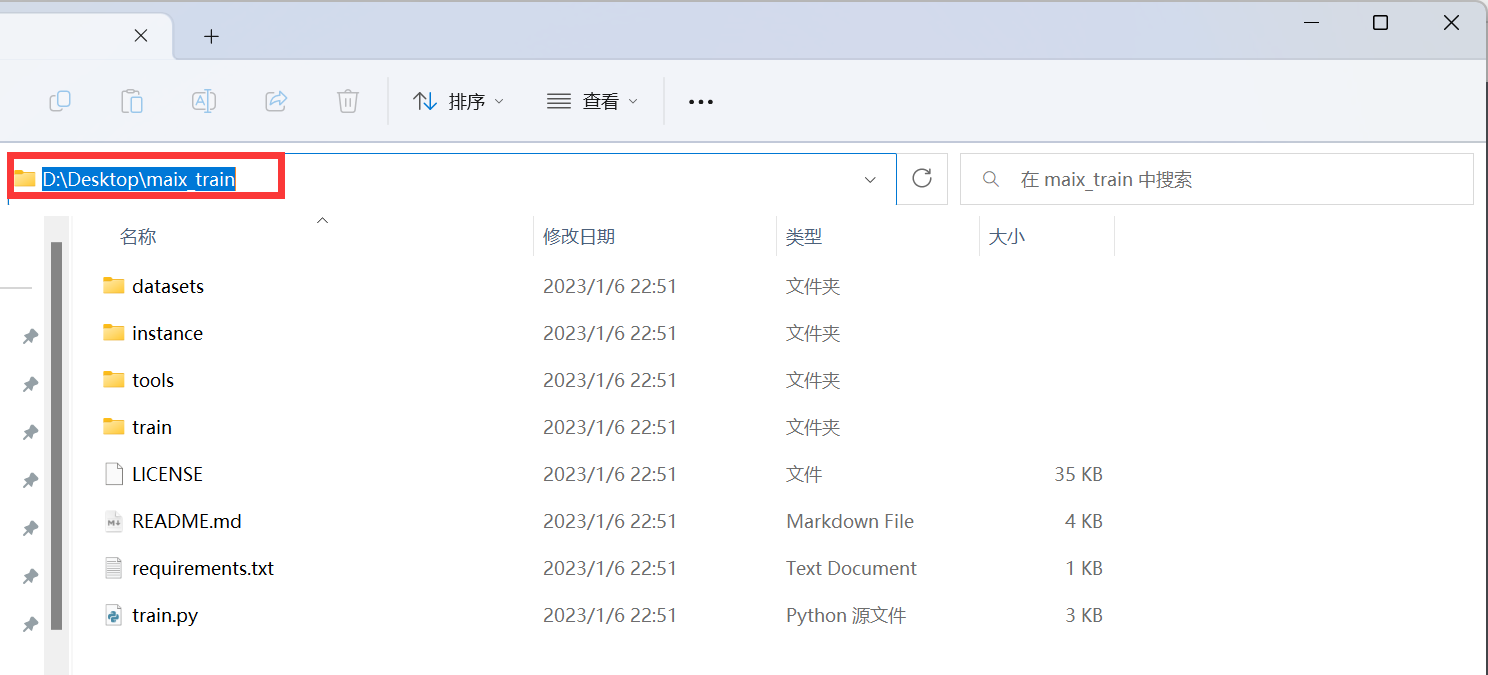 排序 查看
D:\Desktop\maix_train 在 maix_train 中搜索
名称 修改日期 类型 大小
datasets 2023/1/6 22:51 文件夹
instance 2023/1/6 22:51 文件夹
tools 2023/1/6 22:51 文件夹
train 2023/1/6 22:51 文件夹
LICENSE 2023/1/6 22:51 文件 35 KB
README.md 2023/1/6 22:51 Markdown File 4 KB
requirements.txt 2023/1/6 22:51 Text Document 1 KB
train.py 2023/1/6 22:51 Python 源文件 3 KB